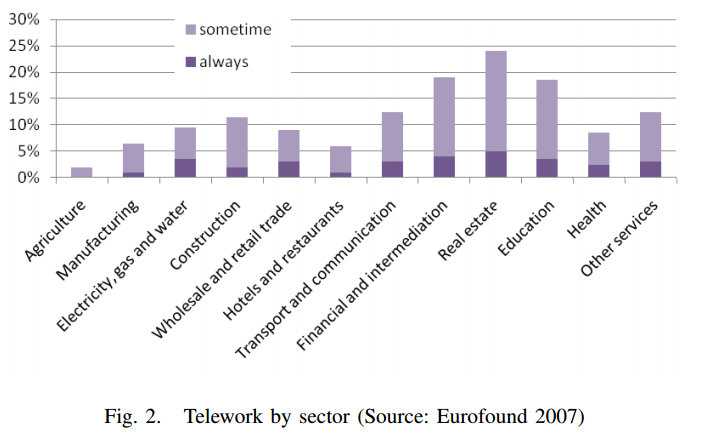 30%
25%
20%
15%
10%
5%
0%
sometime
always
Agriculture
Manufacturing
Electricity, gas and water
Construction
Wholesale and retail trade
Hotels and restaurants
Transport and communication
Financial and intermediation
Real estate
Education
Health
Other services
Fig. 2. Telework by sector (Source: Eurofound 2007)